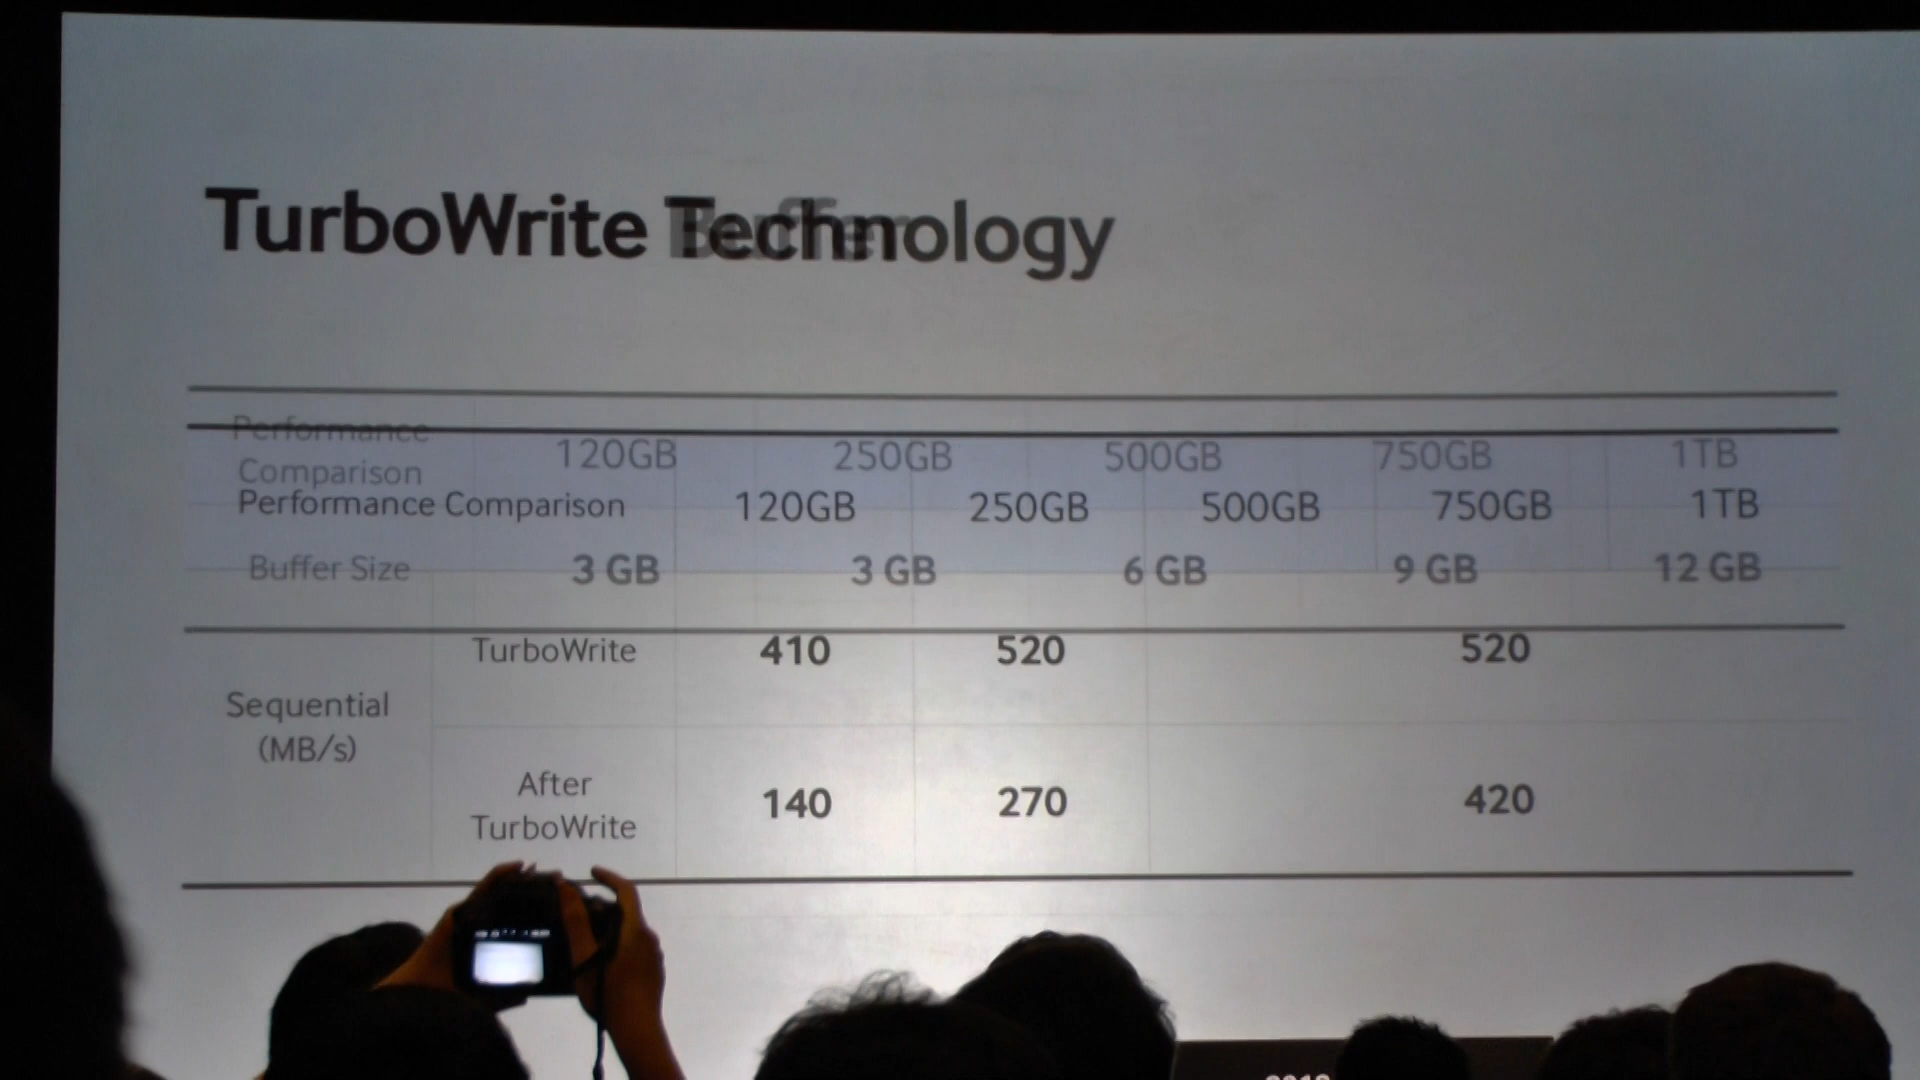 TurboWrite Technology
Buffer
Performance
Comparison 120GB 250GB 500GB 750GB 1TB
Performance Comparison 120GB 250GB 500GB 750GB 1TB
Buffer Size 3 GB 3 GB 6 GB 9 GB 12 GB
TurboWrite 410 520 520
Sequential
(MB/s)
After
TurboWrite 140 270 420